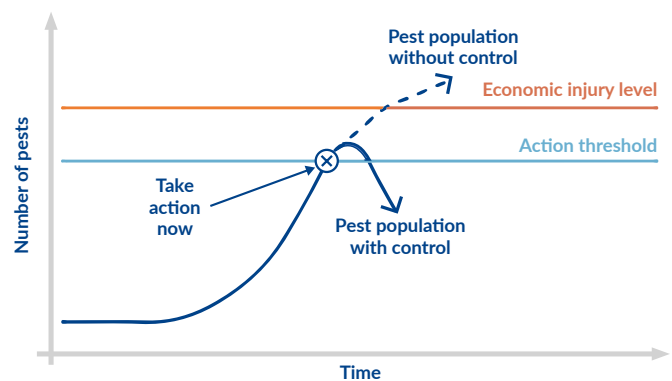 Pest population
without control
Economic injury level
Action threshold
Take
action
now
Pest population
with control
Number of pests
Time